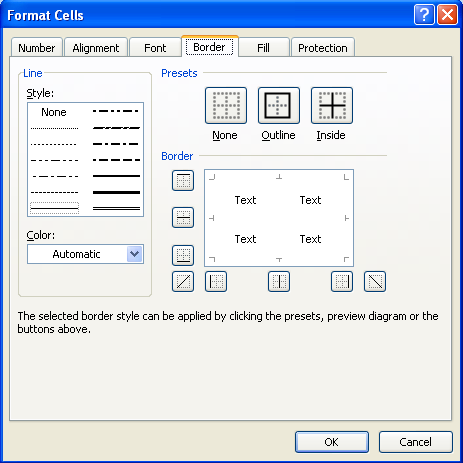 Format Cells
Number Alignment Font Border Fill Protection
Line
Style:
None
Color:
Automatic
Presets
None Outline Inside
Border
Text Text
Text Text
The selected border style can be applied by clicking the presets, preview diagram or the
buttons above.
OK Cancel